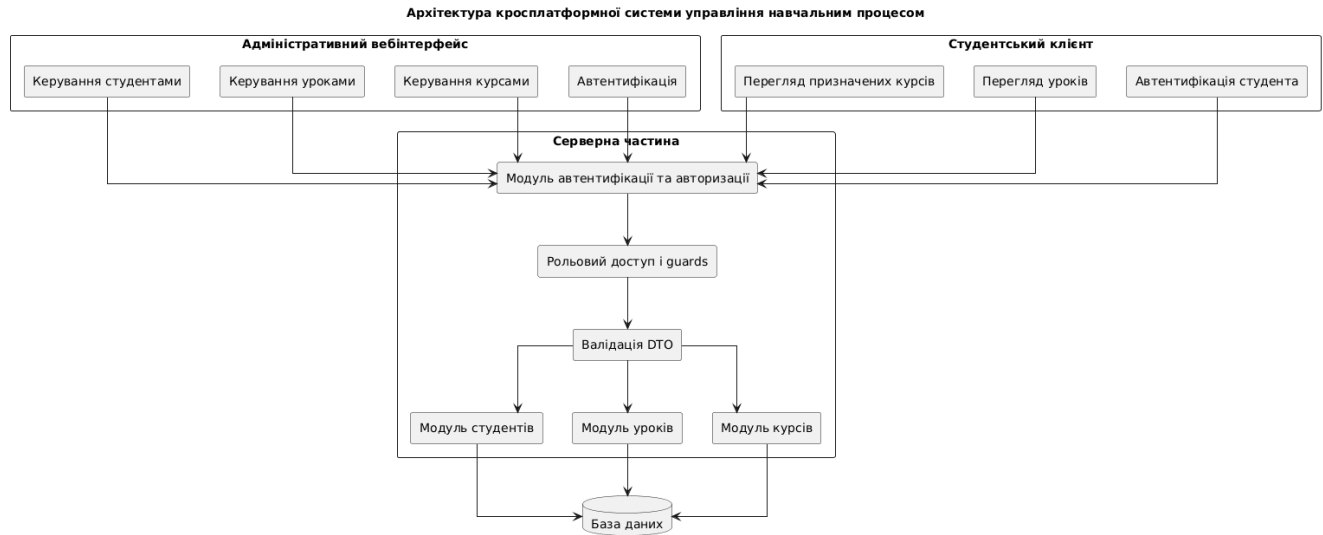 Архітектура кросплатформної системи управління навчальним процесом
Адміністративний вебінтерфейс
Керування студентами
Керування уроками
Керування курсами
Автентифікація
Студентський клієнт
Перегляд призначених курсів
Перегляд уроків
Автентифікація студента
Серверна частина
Модуль автентифікації та авторизації
Рольовий доступ і guards
Валідація DTO
Модуль студентів
Модуль уроків
Модуль курсів
База даних